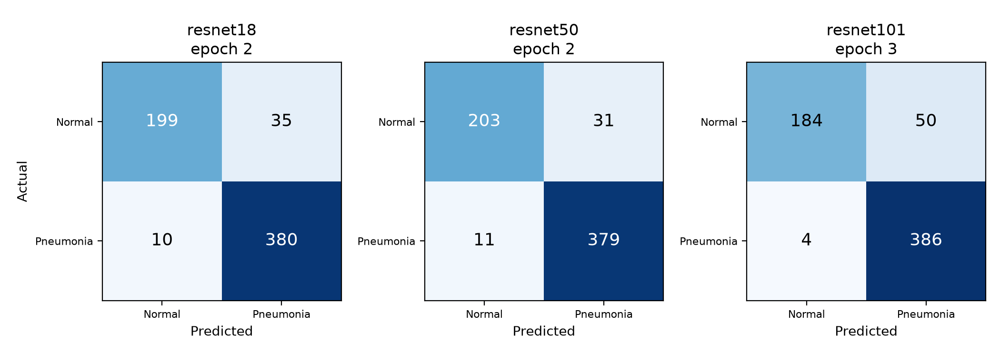 resnet18
epoch 2
Normal
199
35
Actual
Pneumonia
10
380
Normal
Pneumonia
Predicted
resnet50
epoch 2
Normal
203
31
Pneumonia
11
379
Normal
Pneumonia
Predicted
resnet101
epoch 3
Normal
184
50
Pneumonia
4
386
Normal
Pneumonia
Predicted